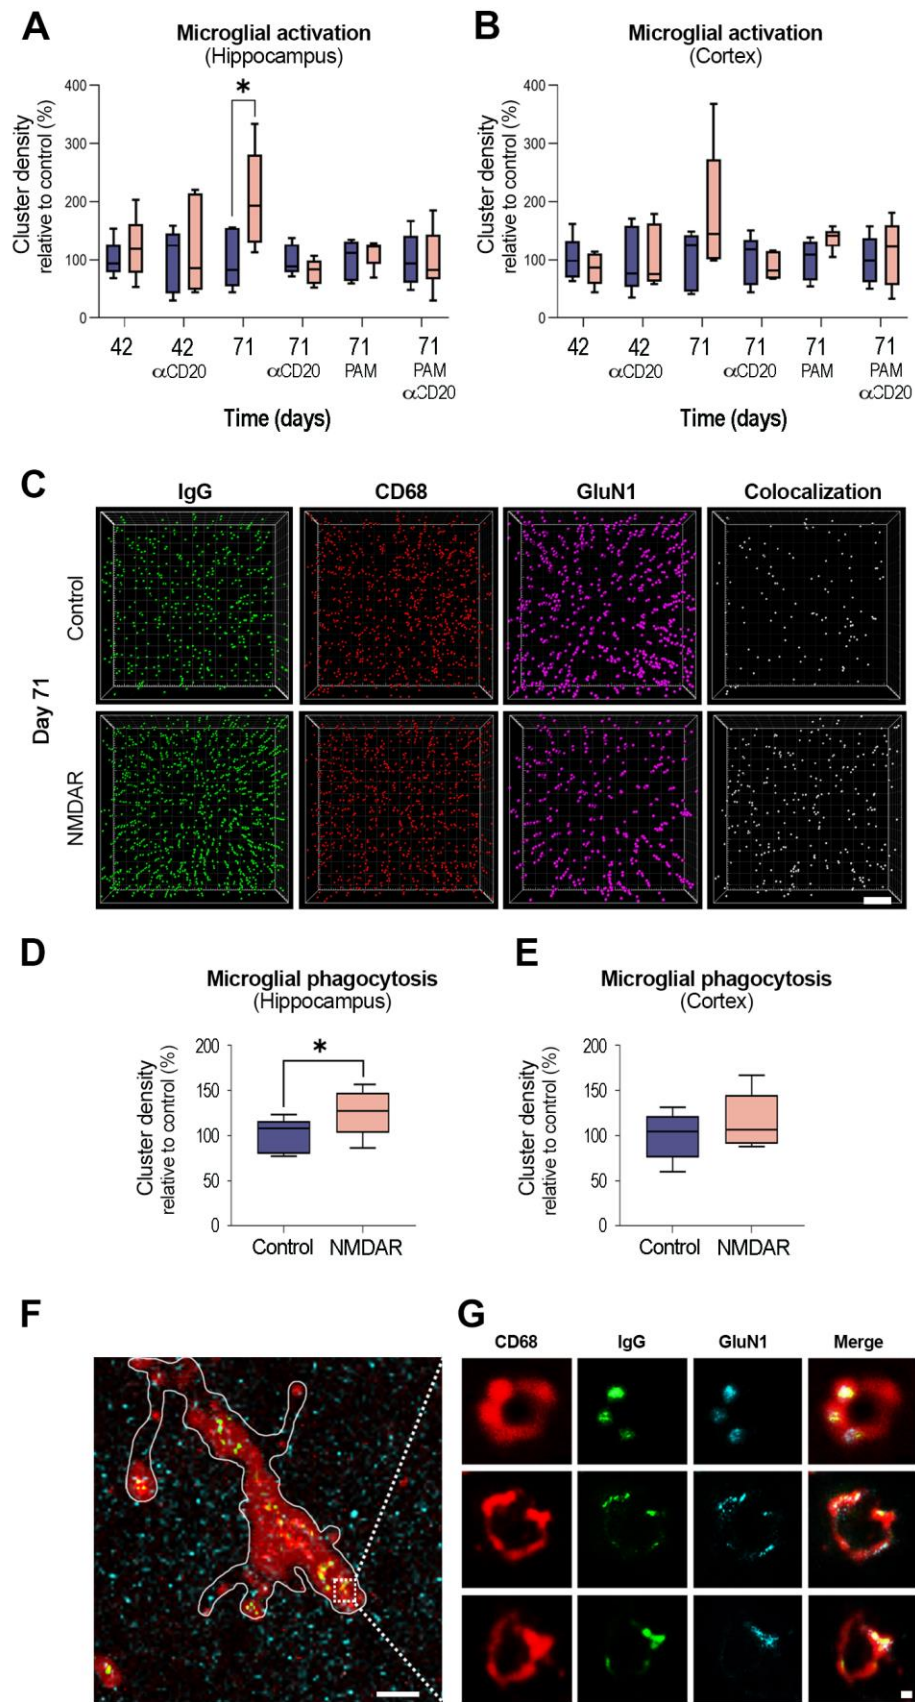 A
Microglial activation
(Hippocampus)
Cluster density
relative to control (%)
400
300
200
100
0
*
42
42
αCD20
71
71
αCD20
71
PAM
71
PAM
αCD20
Time (days)
B
Microglial activation
(Cortex)
Cluster density
relative to control (%)
400
300
200
100
0
42
42
αCD20
71
71
αCD20
71
PAM
71
PAM
αCD20
Time (days)
C
IgG
CD68
GluN1
Colocalization
Day 71
Control
NMDAR
D
Microglial phagocytosis
(Hippocampus)
Cluster density
relative to control (%)
200
150
100
50
0
*
Control
NMDAR
E
Microglial phagocytosis
(Cortex)
Cluster density
relative to control (%)
200
150
100
50
0
Control
NMDAR
F
G
CD68
IgG
GluN1
Merge